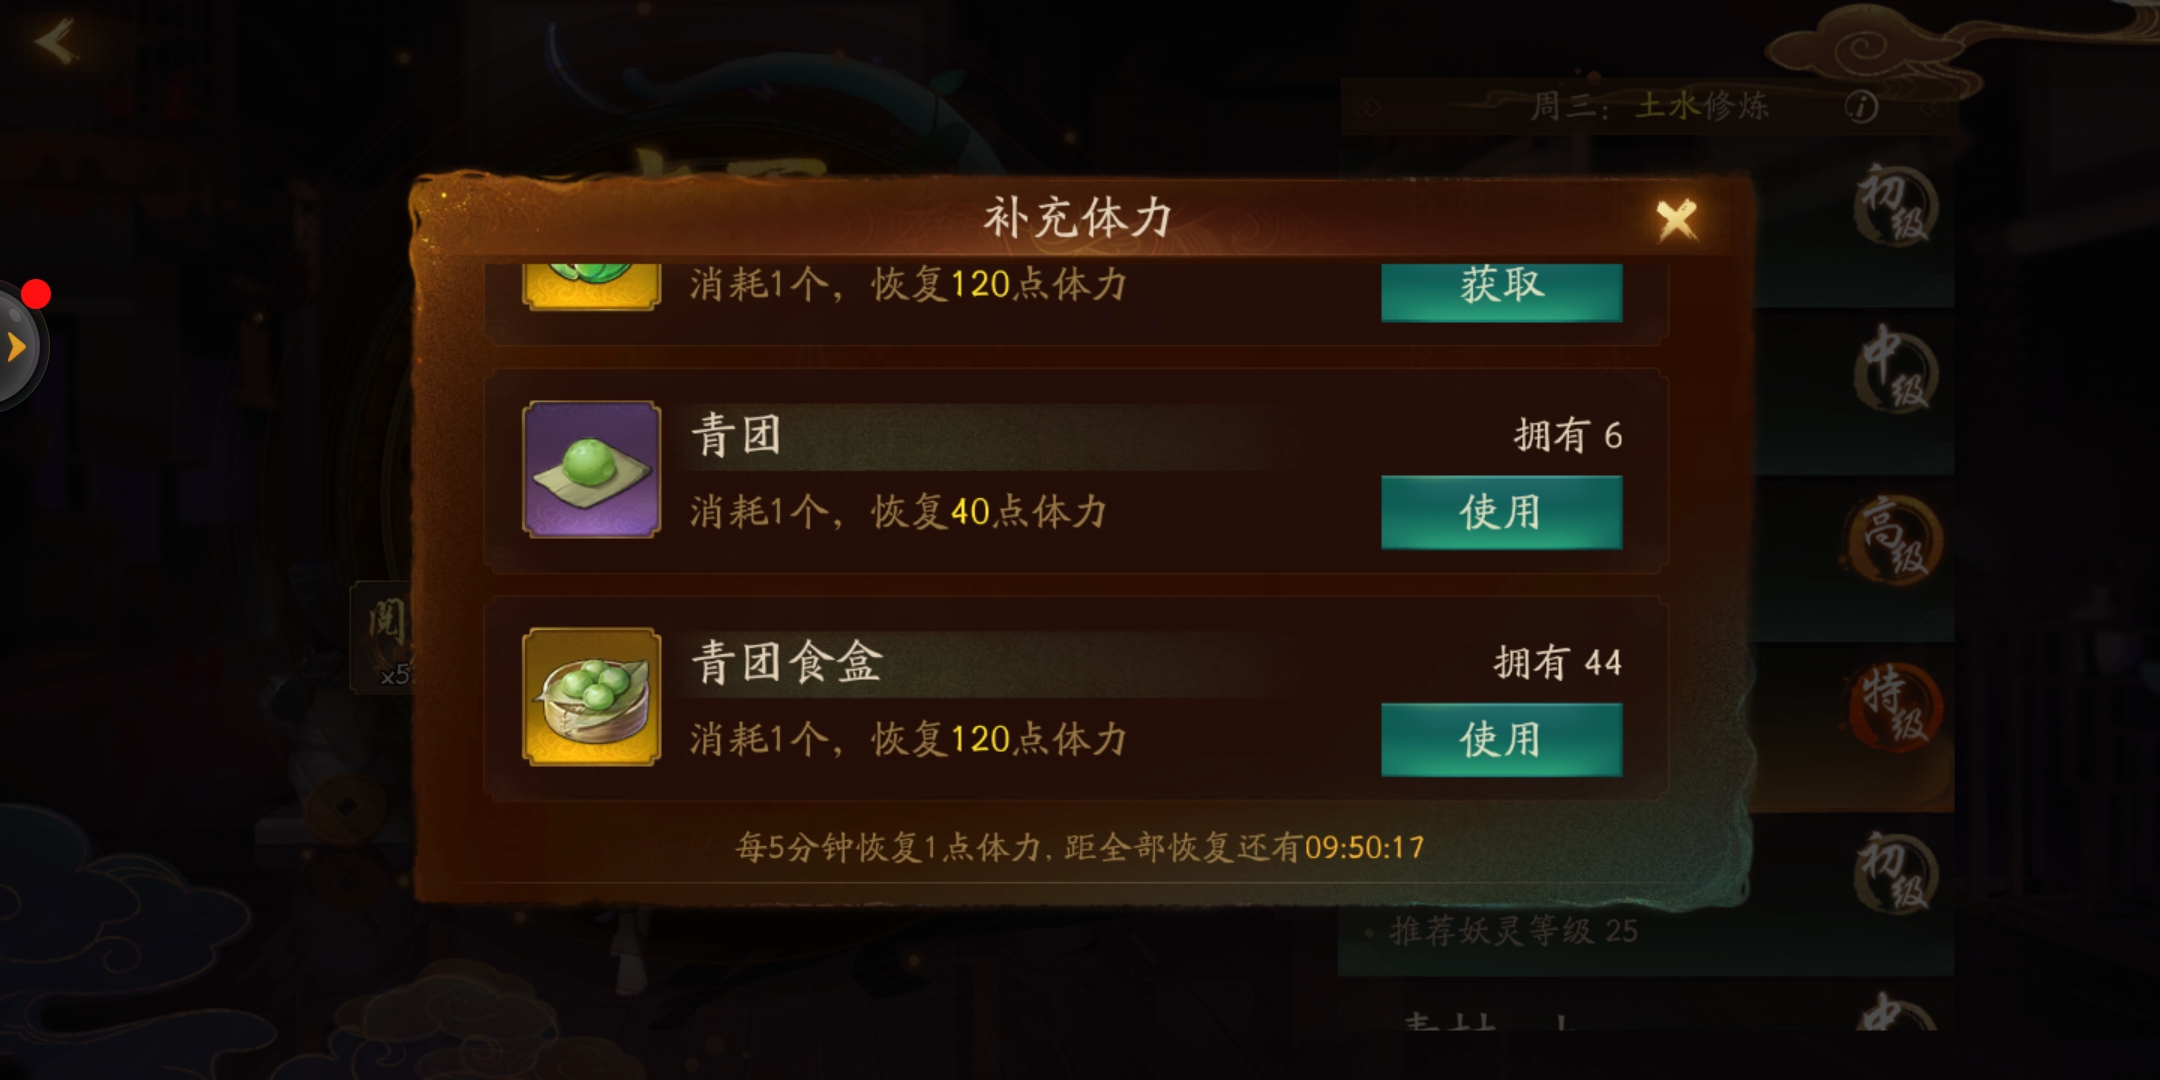 周三：土水修炼
补充体力
初级
消耗1个，恢复120点体力
获取
中级
青团
拥有 6
消耗1个，恢复40点体力
使用
高级
阅
x5
青团食盒
拥有 44
消耗1个，恢复120点体力
使用
特级
每5分钟恢复1点体力, 距全部恢复还有09:50:17
初级
推荐妖灵等级 25
中